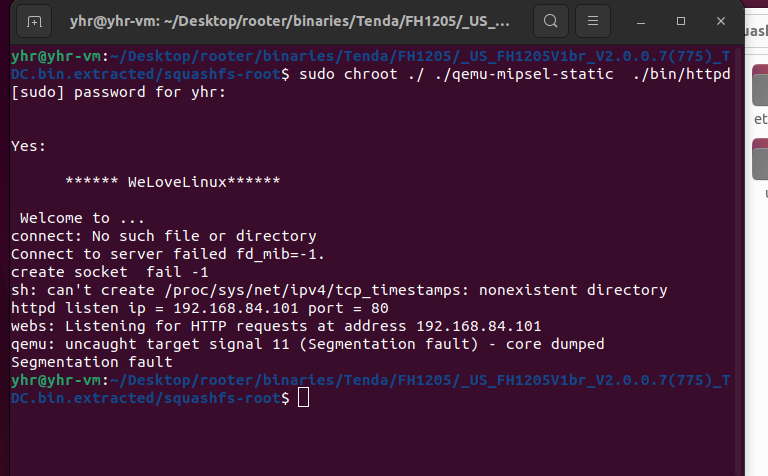 yhr@yhr-vm: ~/Desktop/rooter/binaries/Tenda/FH1205/_US_...
yhr@yhr-vm:~/Desktop/rooter/binaries/Tenda/FH1205/_US_FH1205V1br_V2.0.0.7(775)_T
DC.bin.extracted/squashfs-root$ sudo chroot ./ ./qemu-mipsel-static  ./bin/httpd
[sudo] password for yhr:
Yes:
****** WeLoveLinux******
Welcome to ...
connect: No such file or directory
Connect to server failed fd_mib=-1.
create socket  fail -1
sh: can't create /proc/sys/net/ipv4/tcp_timestamps: nonexistent directory
httpd listen ip = 192.168.84.101 port = 80
webs: Listening for HTTP requests at address 192.168.84.101
qemu: uncaught target signal 11 (Segmentation fault) - core dumped
Segmentation fault
yhr@yhr-vm:~/Desktop/rooter/binaries/Tenda/FH1205/_US_FH1205V1br_V2.0.0.7(775)_T
DC.bin.extracted/squashfs-root$
uash
et